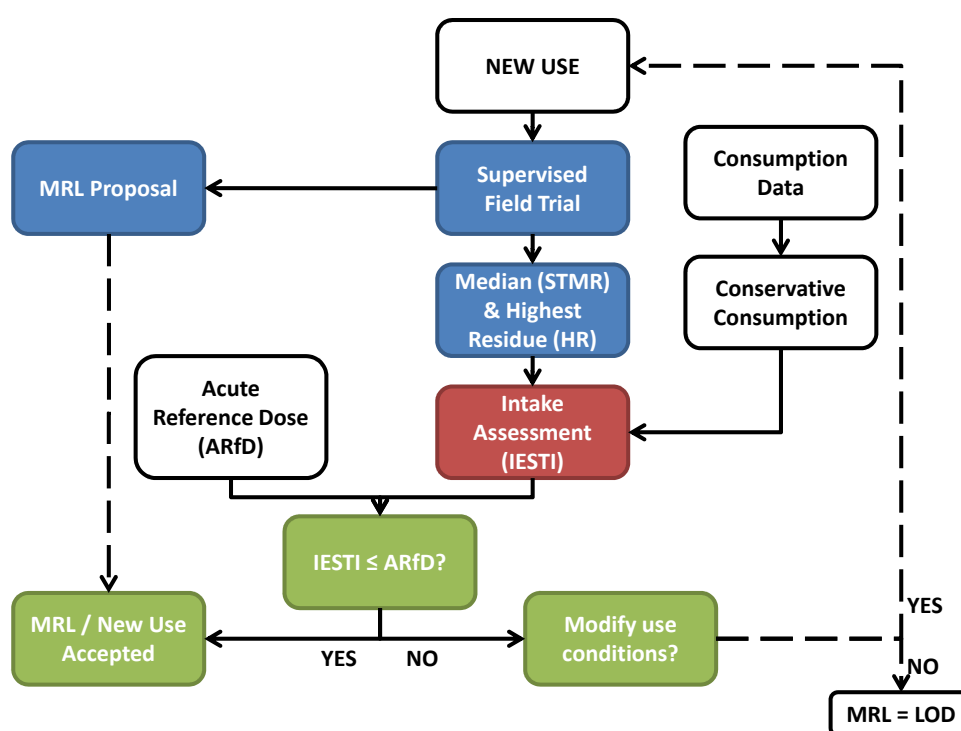 NEW USE
MRL Proposal
Supervised
Field Trial
Consumption
Data
Median (STMR)
& Highest
Residue (HR)
Conservative
Consumption
Acute
Reference Dose
(ARfD)
Intake
Assessment
(IESTI)
IESTI ≤ ARfD?
MRL / New Use
Accepted
YES
NO
Modify use
conditions?
YES
NO
MRL = LOD